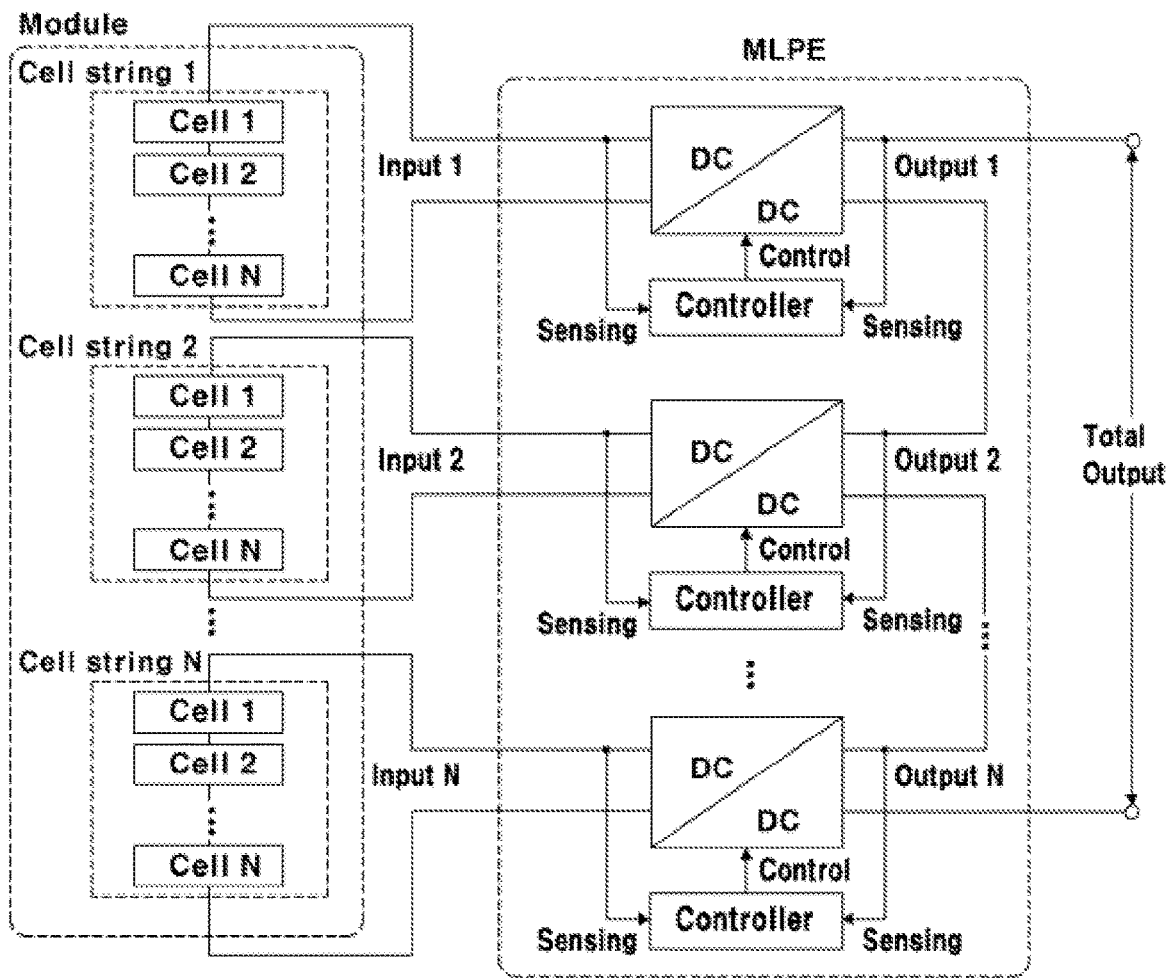 Module
MLPE
Cell string 1
Cell 1
Cell 2
Cell N
Input 1
DC
DC
Output 1
Control
Controller
Sensing
Sensing
Cell string 2
Cell 1
Cell 2
Cell N
Input 2
DC
DC
Output 2
Control
Controller
Sensing
Sensing
Total
Output
Cell string N
Cell 1
Cell 2
Cell N
Input N
DC
DC
Output N
Control
Controller
Sensing
Sensing